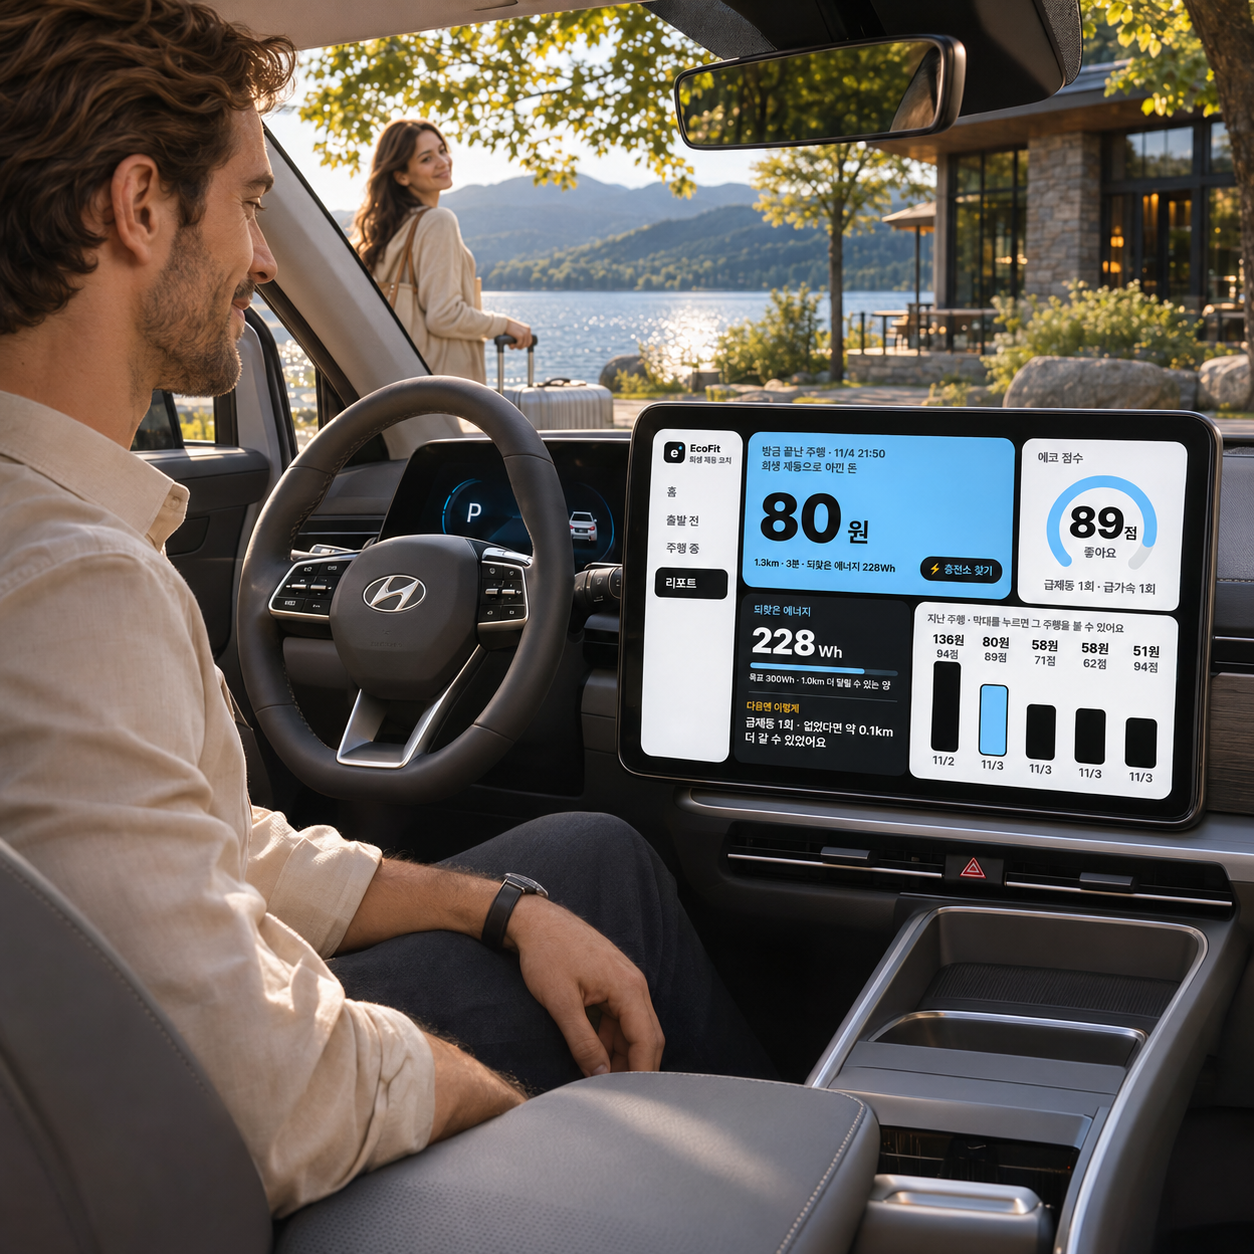 P
EcoFit
회생 제동 코치
홈
출발 전
주행 중
리포트
방금 끝난 주행 · 11/4 21:50
회생 제동으로 아낀 돈
80 원
1.3km · 3분 · 되찾은 에너지 228Wh
충전소 찾기
에코 점수
89점
좋아요
급제동 1회 · 급가속 1회
되찾은 에너지
228 Wh
목표 300Wh · 1.0km 더 달릴 수 있는 양
다음엔 이렇게
급제동 1회 · 없었다면 약 0.1km
더 갈 수 있었어요
지난 주행 · 막대를 누르면 그 주행을 볼 수 있어요
136원 80원 58원 58원 51원
94점 89점 71점 62점 94점
11/2 11/3 11/3 11/3 11/3